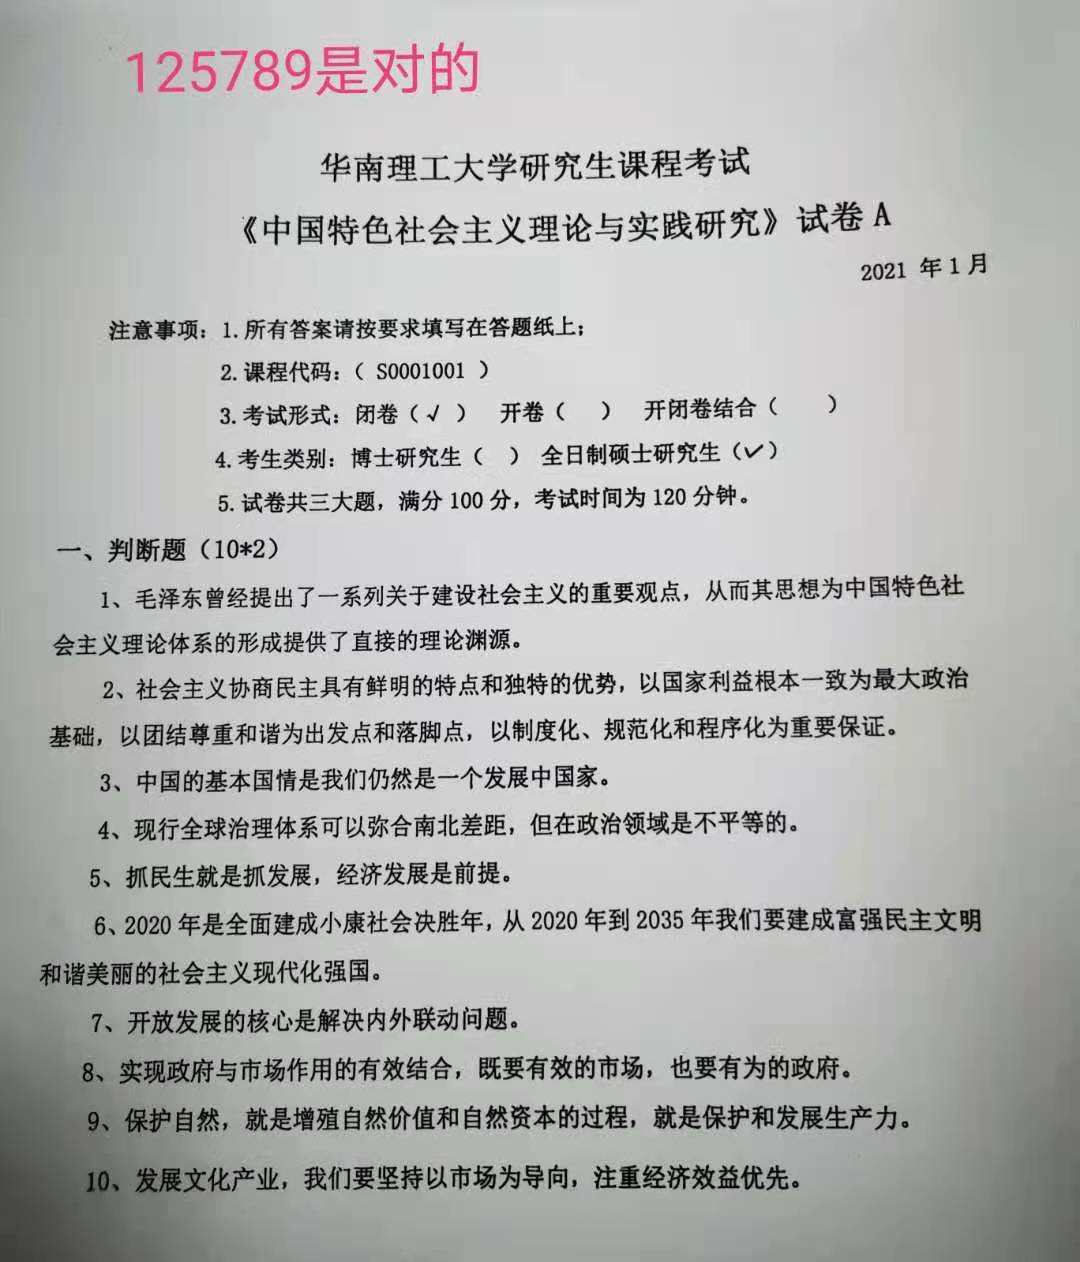 125789是对的
华南理工大学研究生课程考试
《中国特色社会主义理论与实践研究》试卷 A
2021 年 1 月
注意事项：1.所有答案请按要求填写在答题纸上；
2.课程代码：（ S0001001 ）
3.考试形式：闭卷（√ ） 开卷（ ） 开闭卷结合（ ）
4.考生类别：博士研究生（ ） 全日制硕士研究生（✓）
5.试卷共三大题，满分 100 分，考试时间为 120 分钟。
一、判断题（10*2）
1、毛泽东曾经提出了一系列关于建设社会主义的重要观点，从而其思想为中国特色社
会主义理论体系的形成提供了直接的理论渊源。
2、社会主义协商民主具有鲜明的特点和独特的优势，以国家利益根本一致为最大政治
基础，以团结尊重和谐为出发点和落脚点，以制度化、规范化和程序化为重要保证。
3、中国的基本国情是我们仍然是一个发展中国家。
4、现行全球治理体系可以弥合南北差距，但在政治领域是不平等的。
5、抓民生就是抓发展，经济发展是前提。
6、2020 年是全面建成小康社会决胜年，从 2020 年到 2035 年我们要建成富强民主文明
和谐美丽的社会主义现代化强国。
7、开放发展的核心是解决内外联动问题。
8、实现政府与市场作用的有效结合，既要有效的市场，也要有为的政府。
9、保护自然，就是增殖自然价值和自然资本的过程，就是保护和发展生产力。
10、发展文化产业，我们要坚持以市场为导向，注重经济效益优先。